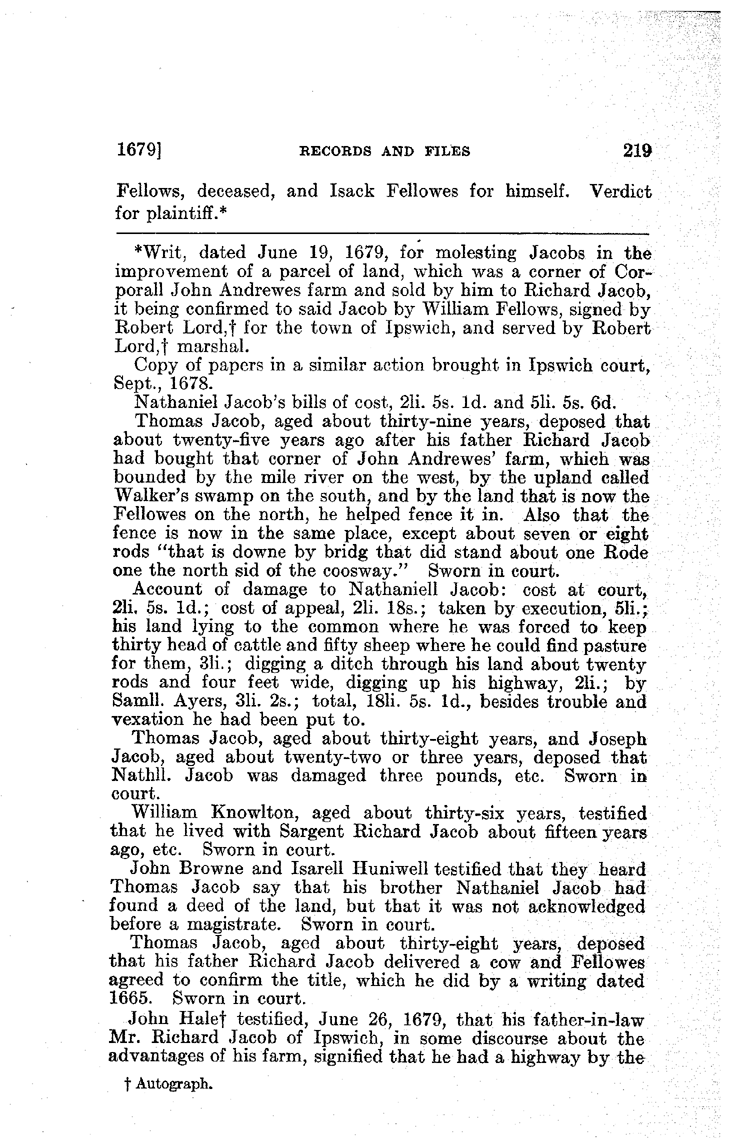 1679] RECORDS AND FILES 219
Fellows, deceased, and Isack Fellowes for himself. Verdict
for plaintiff.*
*Writ, dated June 19, 1679, for molesting Jacobs in the
improvement of a parcel of land, which was a corner of Cor-
porall John Andrewes farm and sold by him to Richard Jacob,
it being confirmed to said Jacob by William Fellows, signed by
Robert Lord,† for the town of Ipswich, and served by Robert
Lord,† marshal.
Copy of papers in a similar action brought in Ipswich court,
Sept., 1678.
Nathaniel Jacob's bills of cost, 2li. 5s. 1d. and 5li. 5s. 6d.
Thomas Jacob, aged about thirty-nine years, deposed that
about twenty-five years ago after his father Richard Jacob
had bought that corner of John Andrewes' farm, which was
bounded by the mile river on the west, by the upland called
Walker's swamp on the south, and by the land that is now the
Fellowes on the north, he helped fence it in. Also that the
fence is now in the same place, except about seven or eight
rods "that is downe by bridg that did stand about one Rode
one the north sid of the coosway." Sworn in court.
Account of damage to Nathaniell Jacob: cost at court,
2li. 5s. 1d.; cost of appeal, 2li. 18s.; taken by execution, 5li.;
his land lying to the common where he was forced to keep
thirty head of cattle and fifty sheep where he could find pasture
for them, 3li.; digging a ditch through his land about twenty
rods and four feet wide, digging up his highway, 2li.; by
Samll. Ayers, 3li. 2s.; total, 18li. 5s. 1d., besides trouble and
vexation he had been put to.
Thomas Jacob, aged about thirty-eight years, and Joseph
Jacob, aged about twenty-two or three years, deposed that
Nathll. Jacob was damaged three pounds, etc. Sworn in
court.
William Knowlton, aged about thirty-six years, testified
that he lived with Sargent Richard Jacob about fifteen years
ago, etc. Sworn in court.
John Browne and Isarell Huniwell testified that they heard
Thomas Jacob say that his brother Nathaniel Jacob had
found a deed of the land, but that it was not acknowledged
before a magistrate. Sworn in court.
Thomas Jacob, aged about thirty-eight years, deposed
that his father Richard Jacob delivered a cow and Fellowes
agreed to confirm the title, which he did by a writing dated
1665. Sworn in court.
John Hale† testified, June 26, 1679, that his father-in-law
Mr. Richard Jacob of Ipswich, in some discourse about the
advantages of his farm, signified that he had a highway by the
† Autograph.